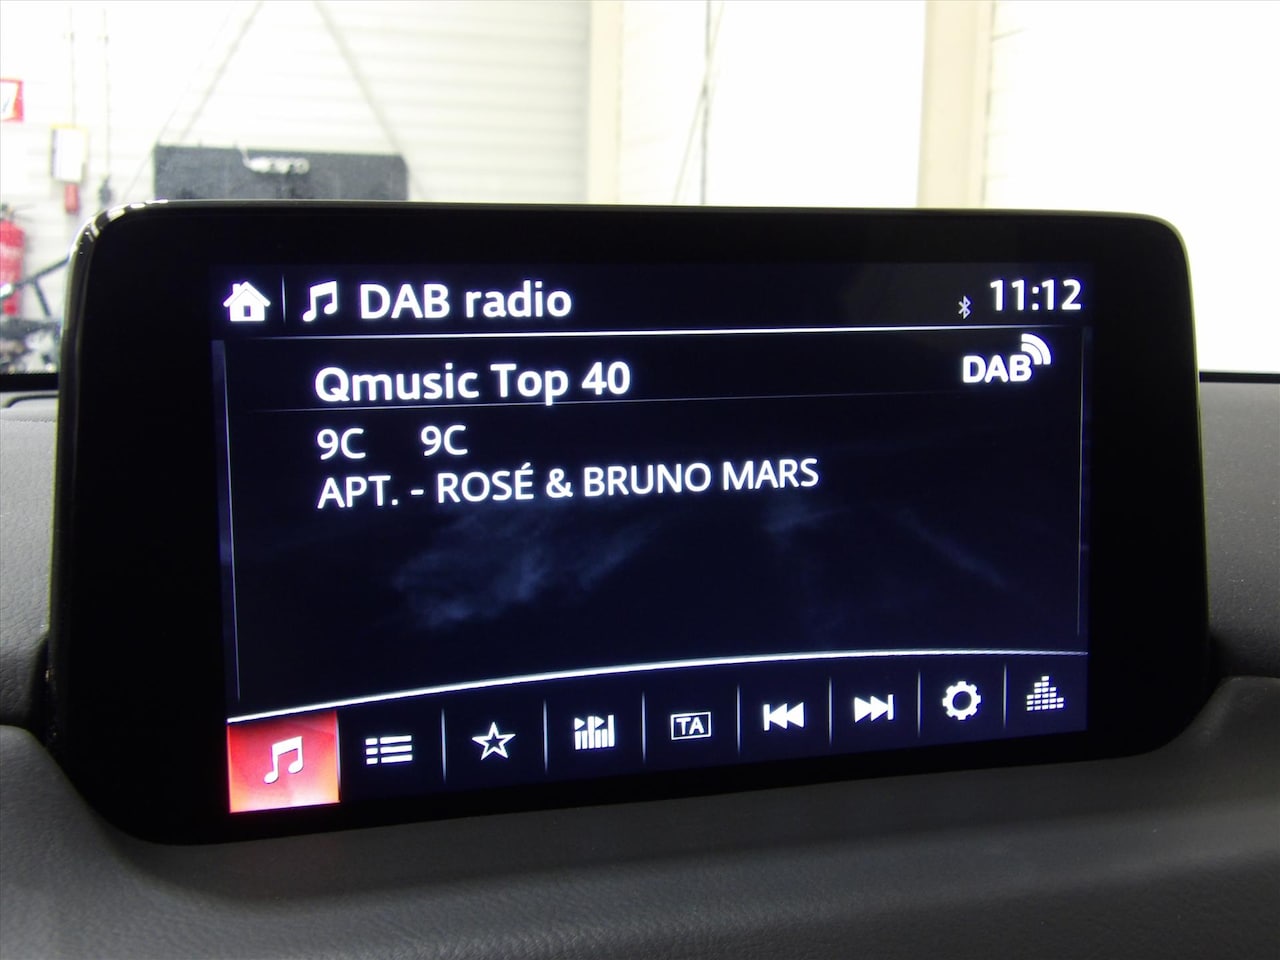 DAB radio 11:12
Qmusic Top 40 DAB
9C 9C
APT. - ROSÉ & BRUNO MARS
TA